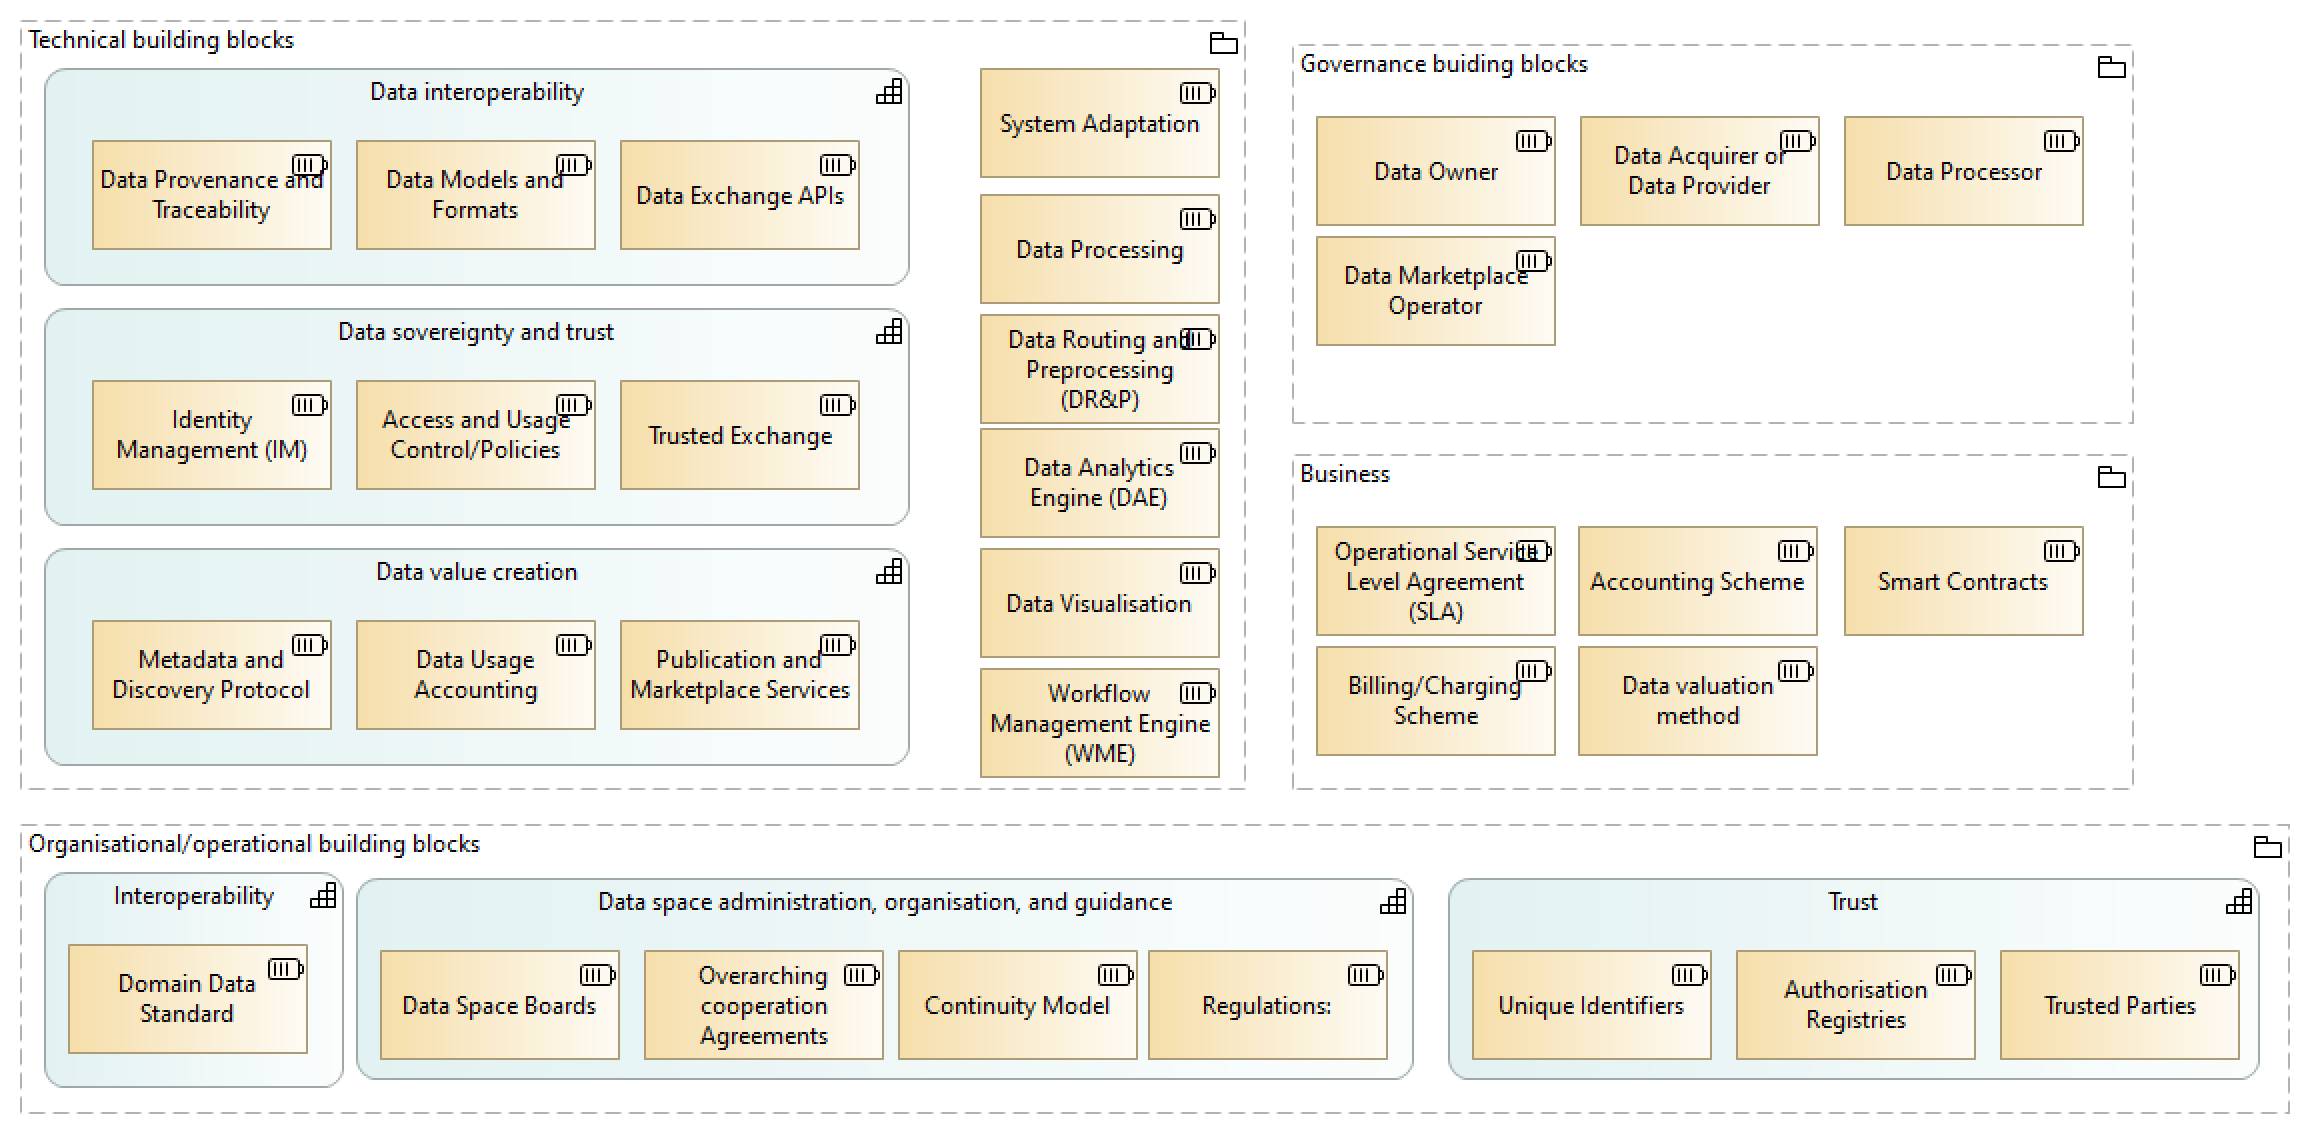 Technical building blocks
Data interoperability
Data Provenance and
Traceability
Data Models and
Formats
Data Exchange APIs
Data sovereignty and trust
Identity
Management (IM)
Access and Usage
Control/Policies
Trusted Exchange
Data value creation
Metadata and
Discovery Protocol
Data Usage
Accounting
Publication and
Marketplace Services
System Adaptation
Data Processing
Data Routing and
Preprocessing
(DR&P)
Data Analytics
Engine (DAE)
Data Visualisation
Workflow
Management Engine
(WME)
Governance buiding blocks
Data Owner
Data Acquirer or
Data Provider
Data Processor
Data Marketplace
Operator
Business
Operational Service
Level Agreement
(SLA)
Accounting Scheme
Smart Contracts
Billing/Charging
Scheme
Data valuation
method
Organisational/operational building blocks
Interoperability
Domain Data
Standard
Data space administration, organisation, and guidance
Data Space Boards
Overarching
cooperation
Agreements
Continuity Model
Regulations:
Trust
Unique Identifiers
Authorisation
Registries
Trusted Parties